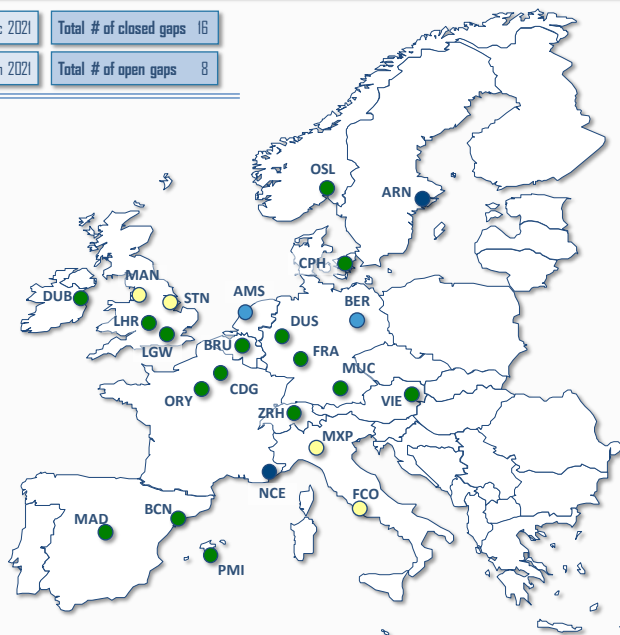 2021
Total # of closed gaps 16
2021
Total # of open gaps 8
OSL
ARN
CPH
MAN
STN
DUB
AMS
BER
LHR
DUS
LGW
BRU
FRA
MUC
CDG
ORY
VIE
ZRH
MXP
NCE
FCO
BCN
MAD
PMI